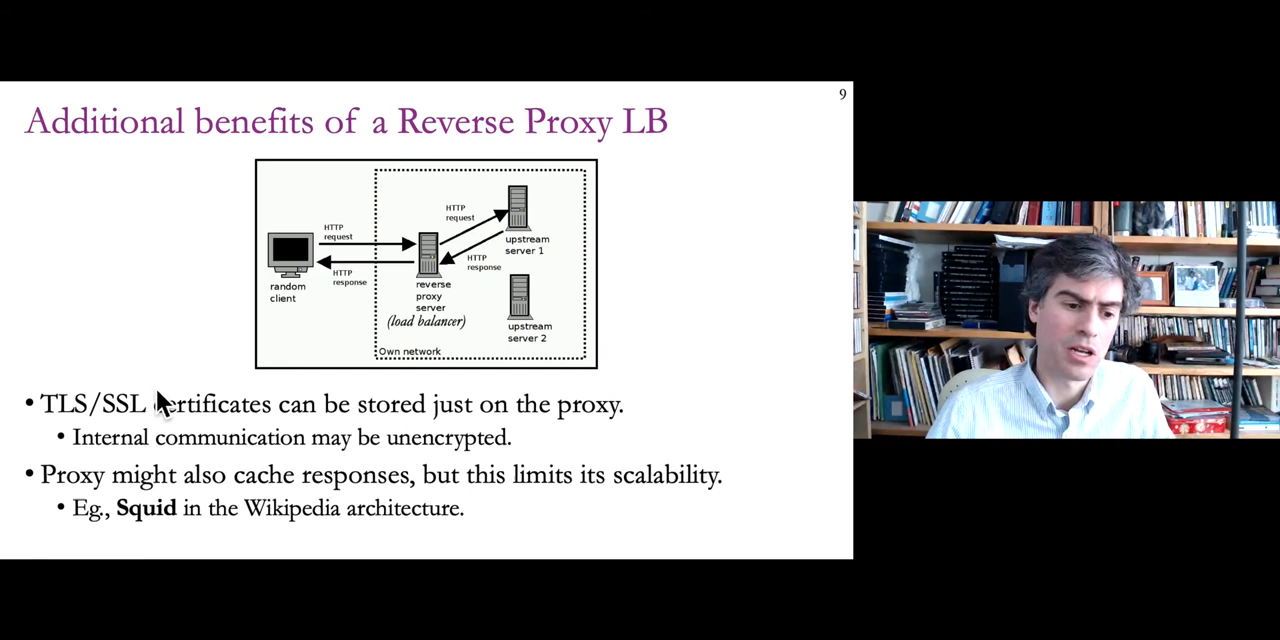 9
Additional benefits of a Reverse Proxy LB
HTTP
request
HTTP
response
random
client
reverse
proxy
server
(load balancer)
HTTP
request
HTTP
response
upstream
server 1
upstream
server 2
Own network
• TLS/SSL certificates can be stored just on the proxy.
• Internal communication may be unencrypted.
• Proxy might also cache responses, but this limits its scalability.
• Eg., Squid in the Wikipedia architecture.